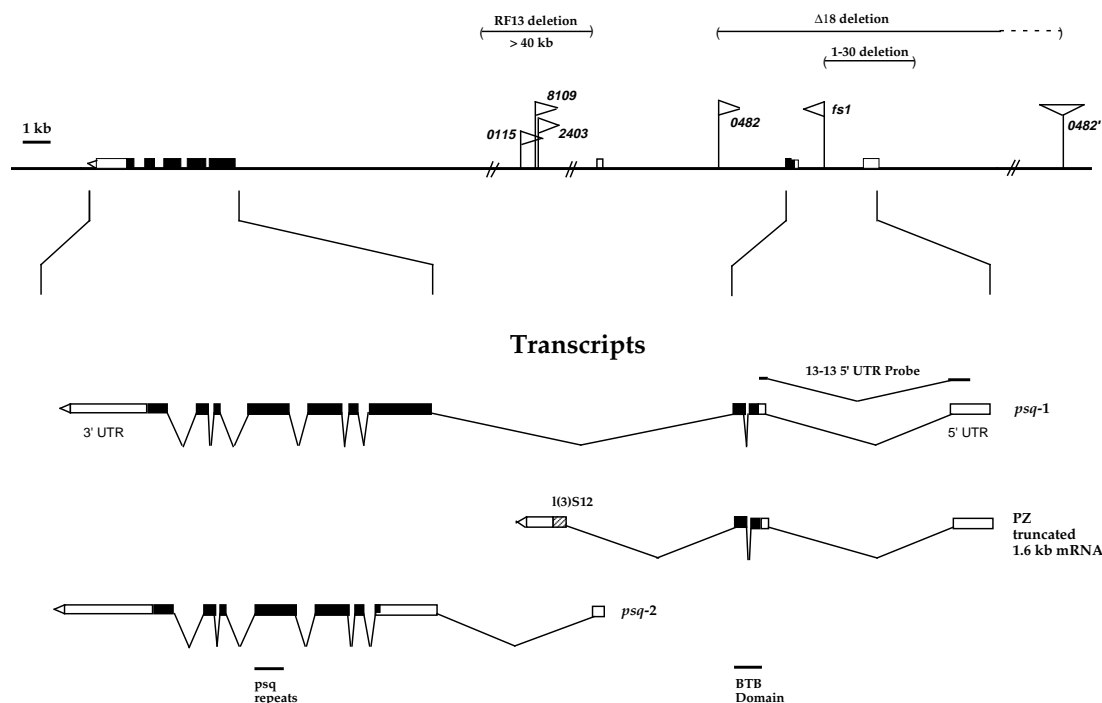 RF13 deletion
> 40 kb
Δ18 deletion
1-30 deletion
1 kb
8109
0115
2403
0482
fs1
0482'
Transcripts
13-13 5' UTR Probe
psq-1
3' UTR
5' UTR
l(3)S12
PZ
truncated
1.6 kb mRNA
psq-2
psq
repeats
BTB
Domain